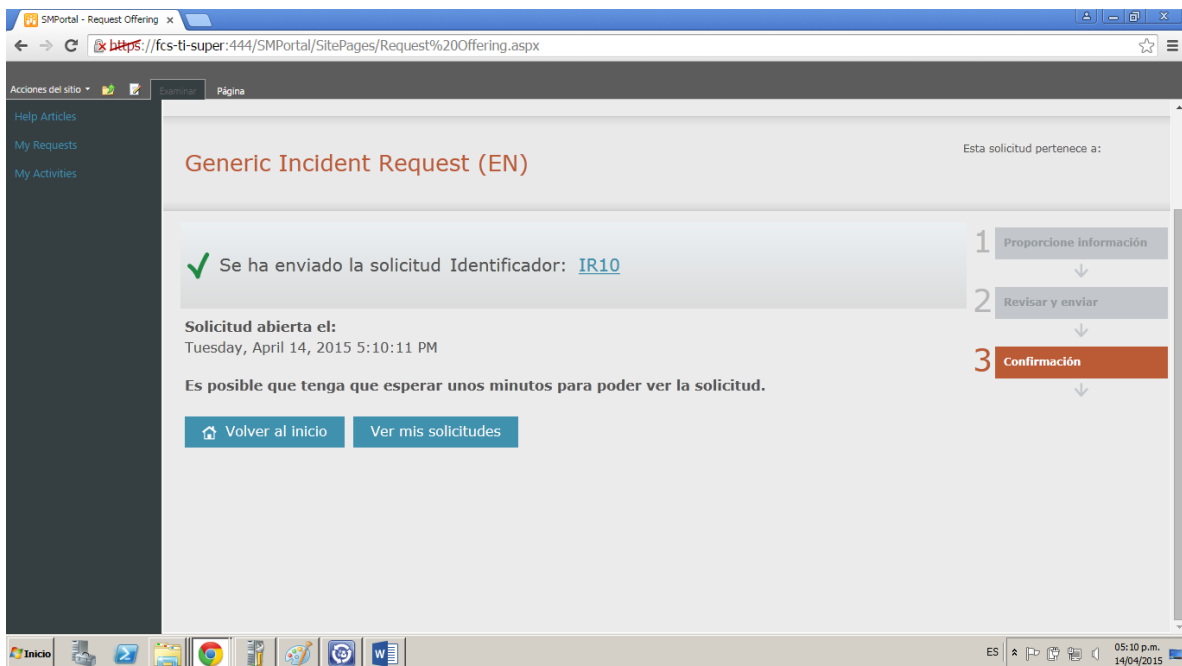 SMPortal - Request Offering
https://fcs-ti-super:444/SMPortal/SitePages/Request%20Offering.aspx
Acciones del sitio
Examinar
Página
Help Articles
My Requests
My Activities
Generic Incident Request (EN)
Esta solicitud pertenece a:
Se ha enviado la solicitud Identificador: IR10
Solicitud abierta el:
Tuesday, April 14, 2015 5:10:11 PM
Es posible que tenga que esperar unos minutos para poder ver la solicitud.
Volver al inicio
Ver mis solicitudes
1 Proporcione información
2 Revisar y enviar
3 Confirmación
Inicio
ES
05:10 p.m.
14/04/2015